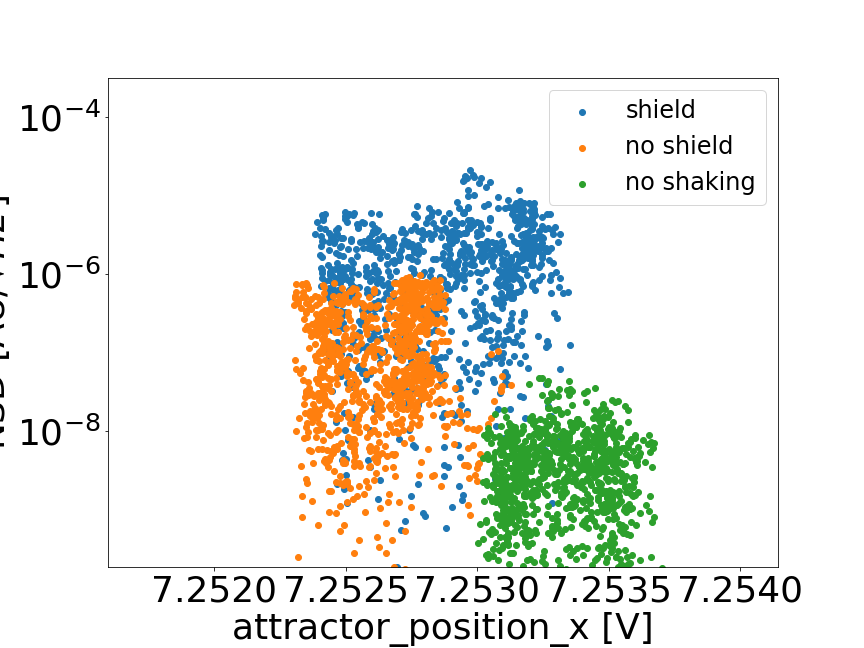 shield
no shield
no shaking
10⁻⁴
10⁻⁶
10⁻⁸
7.2520 7.2525 7.2530 7.2535 7.2540
attractor_position_x [V]